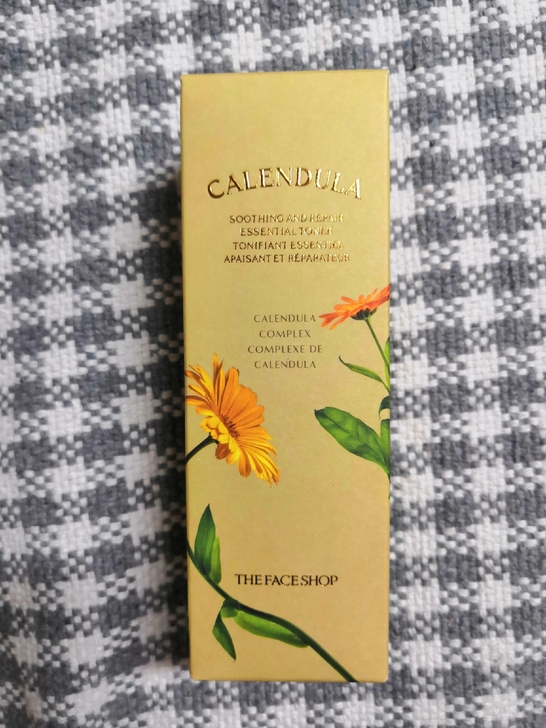 CALENDULA
SOOTHING AND REPAIR
ESSENTIAL TONER
TONIFIANT ESSENTIEL
APAISANT ET RÉPARATEUR
CALENDULA
COMPLEX
COMPLEXE DE
CALENDULA
THE FACE SHOP